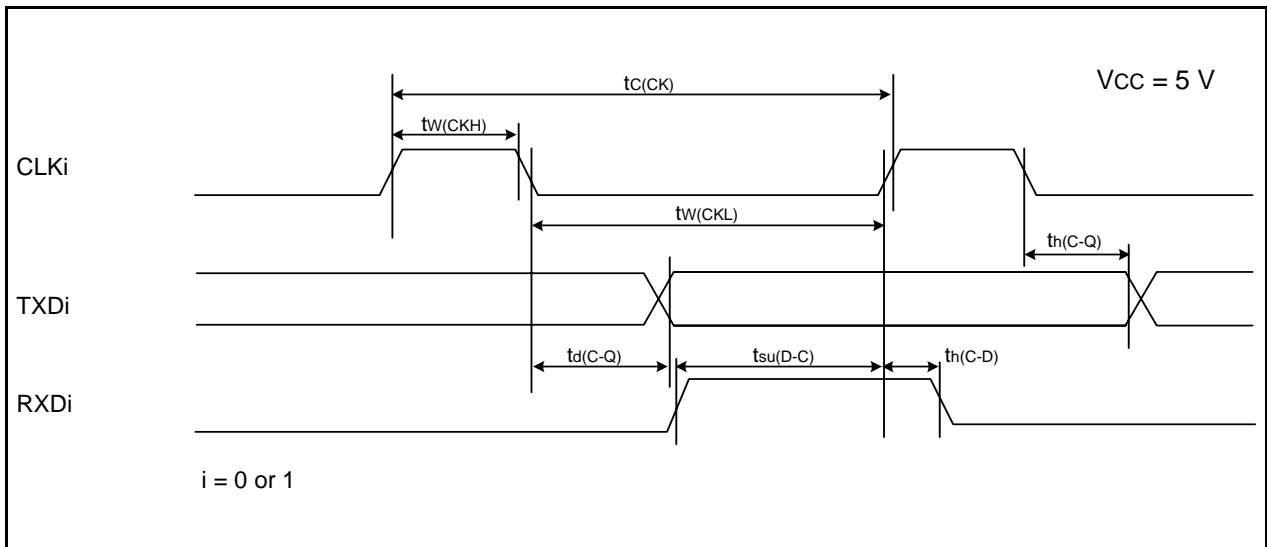 tC(CK)
VCC = 5 V
tW(CKH)
CLKi
tW(CKL)
th(C-Q)
TXDi
td(C-Q)
tsu(D-C)
th(C-D)
RXDi
i = 0 or 1